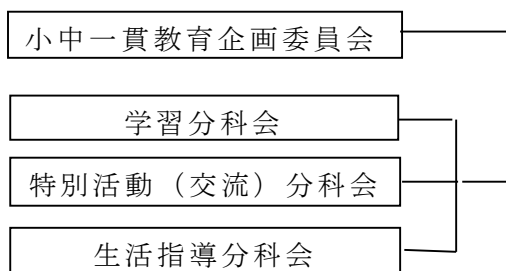 小中一貫教育企画委員会
学習分科会
特別活動（交流）分科会
生活指導分科会